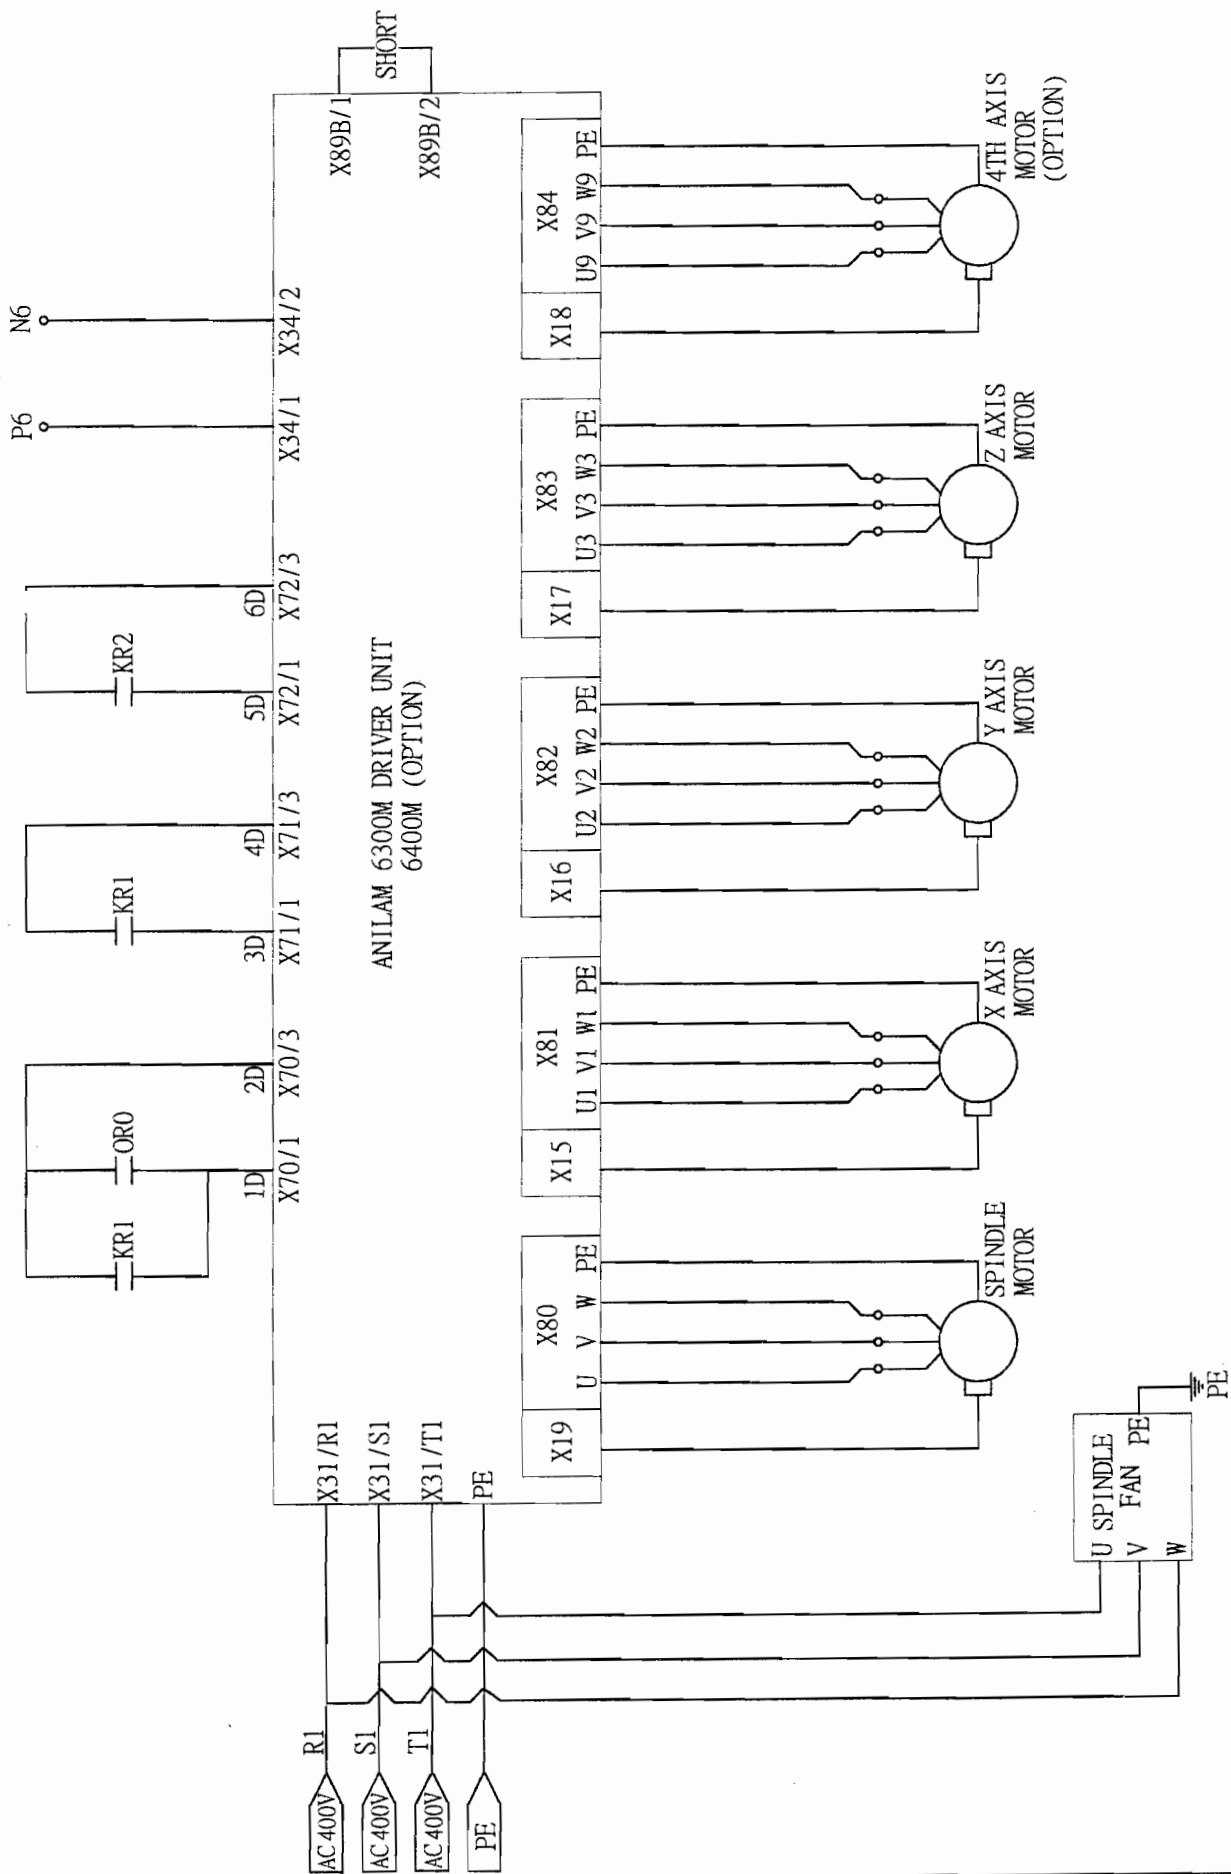 P6
N6
KR1
OR0
KR1
KR2
1D
2D
3D
4D
5D
6D
X70/1
X70/3
X71/1
X71/3
X72/1
X72/3
X34/1
X34/2
X89B/1
SHORT
X89B/2
ANILAM 6300M DRIVER UNIT
6400M (OPTION)
AC400V
R1
X31/R1
AC400V
S1
X31/S1
AC400V
T1
X31/T1
PE
PE
X19
X80
U
V
W
PE
X15
X81
U1
V1
W1
PE
X16
X82
U2
V2
W2
PE
X17
X83
U3
V3
W3
PE
X18
X84
U9
V9
W9
PE
SPINDLE
MOTOR
X AXIS
MOTOR
Y AXIS
MOTOR
Z AXIS
MOTOR
4TH AXIS
MOTOR
(OPTION)
U SPINDLE
V FAN PE
W
PE